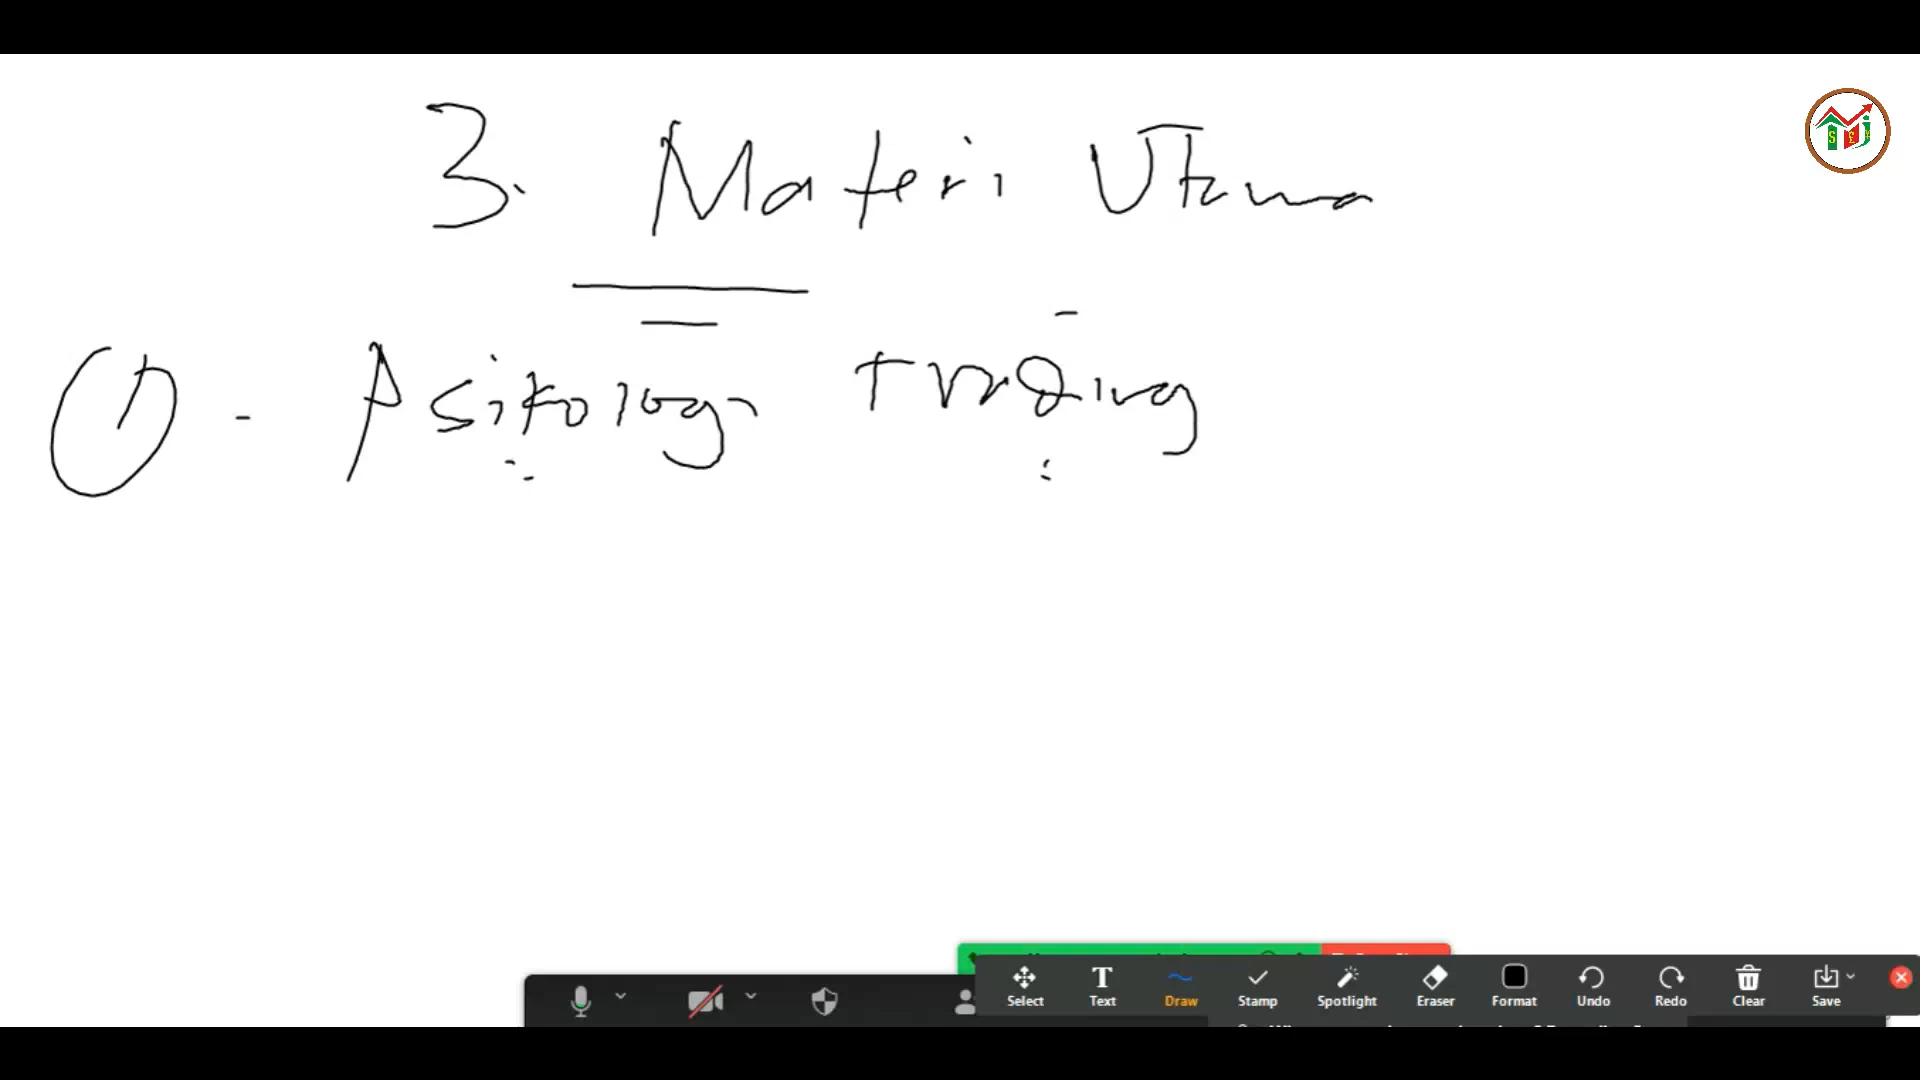 3. Materi Utama
1 - Psikologi trading
Select Text Draw Stamp Spotlight Eraser Format Undo Redo Clear Save